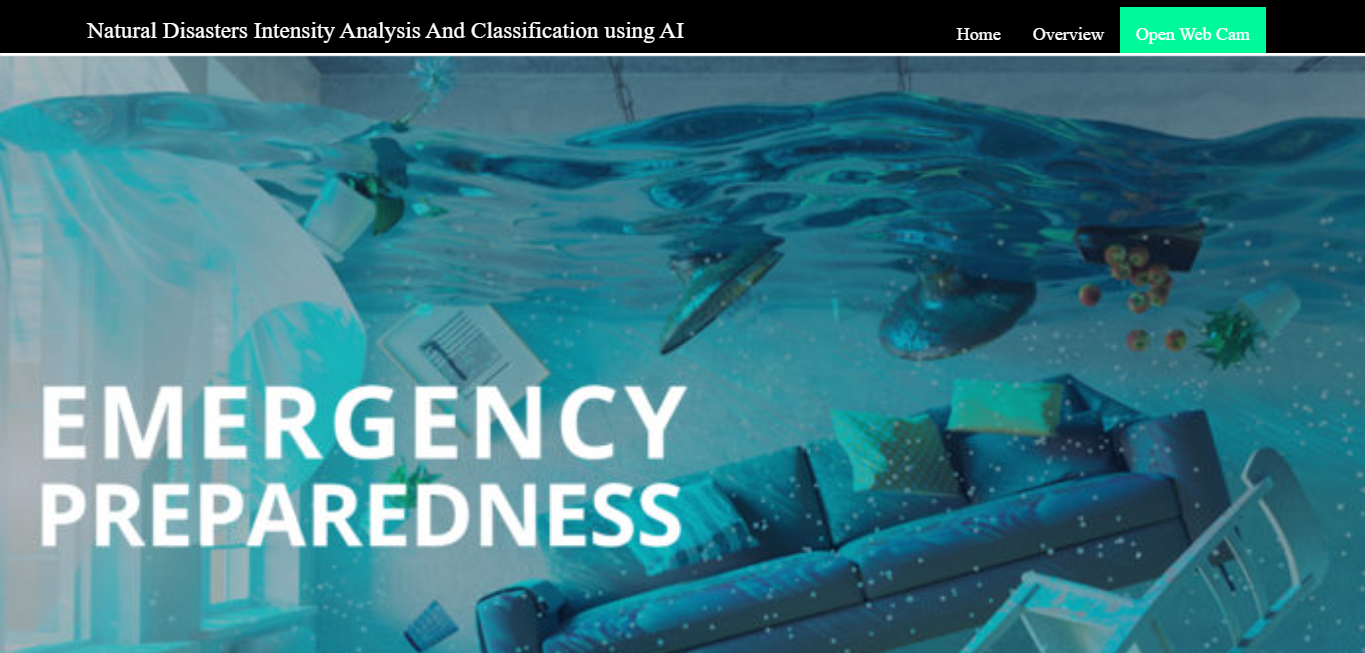 Natural Disasters Intensity Analysis And Classification using AI
Home Overview Open Web Cam
EMERGENCY
PREPAREDNESS